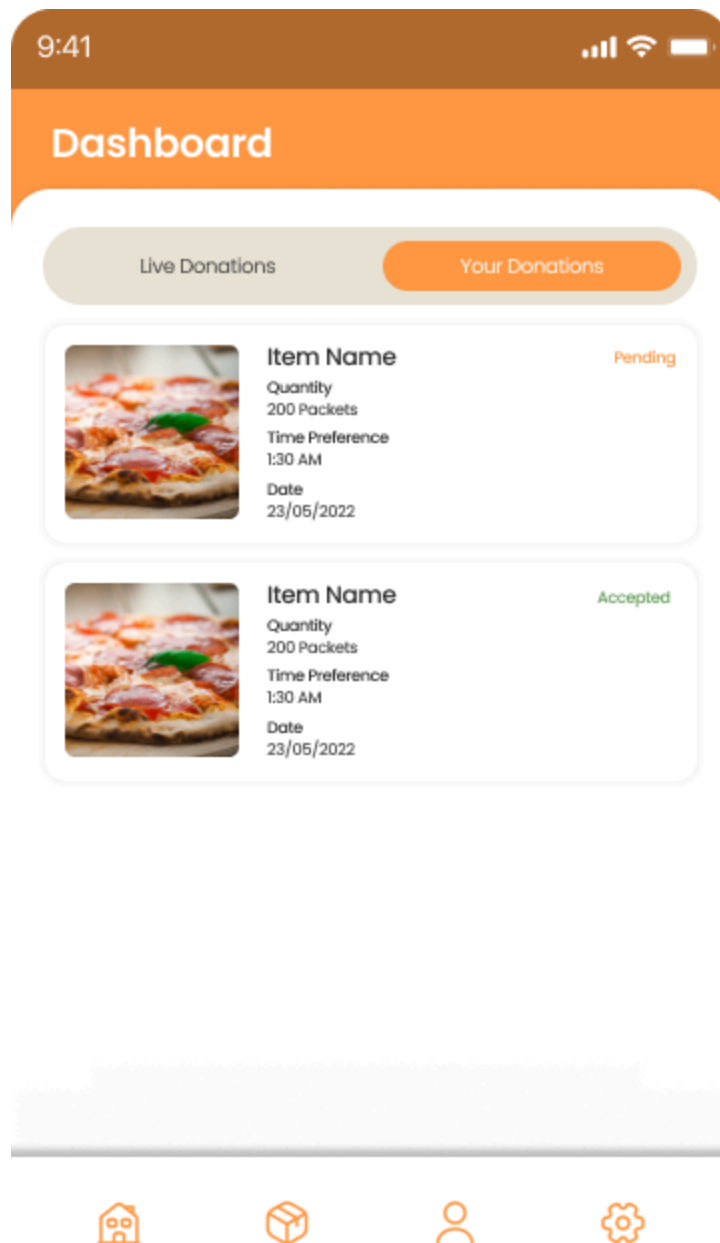 9:41
Dashboard
Live Donations
Your Donations
Item Name
Pending
Quantity
200 Packets
Time Preference
1:30 AM
Date
23/05/2022
Item Name
Accepted
Quantity
200 Packets
Time Preference
1:30 AM
Date
23/05/2022